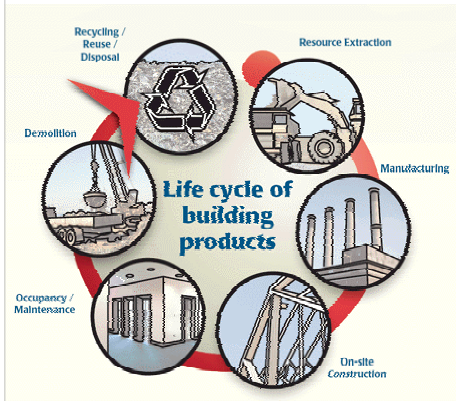 Recycling /
Reuse /
Disposal
Resource Extraction
Demolition
Manufacturing
Life cycle of
building
products
Occupancy /
Maintenance
On-site
Construction